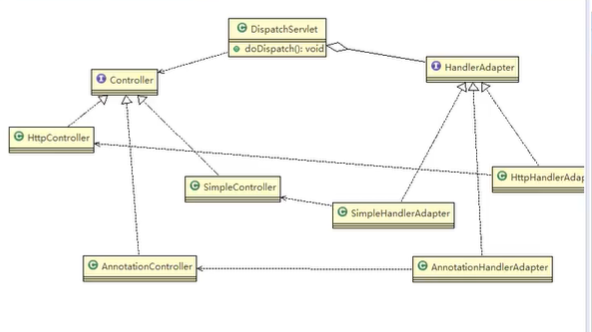 DispatchServlet
doDispatch(): void
HandlerAdapter
Controller
HttpController
HttpHandlerAdap
SimpleController
SimpleHandlerAdapter
AnnotationController
AnnotationHandlerAdapter